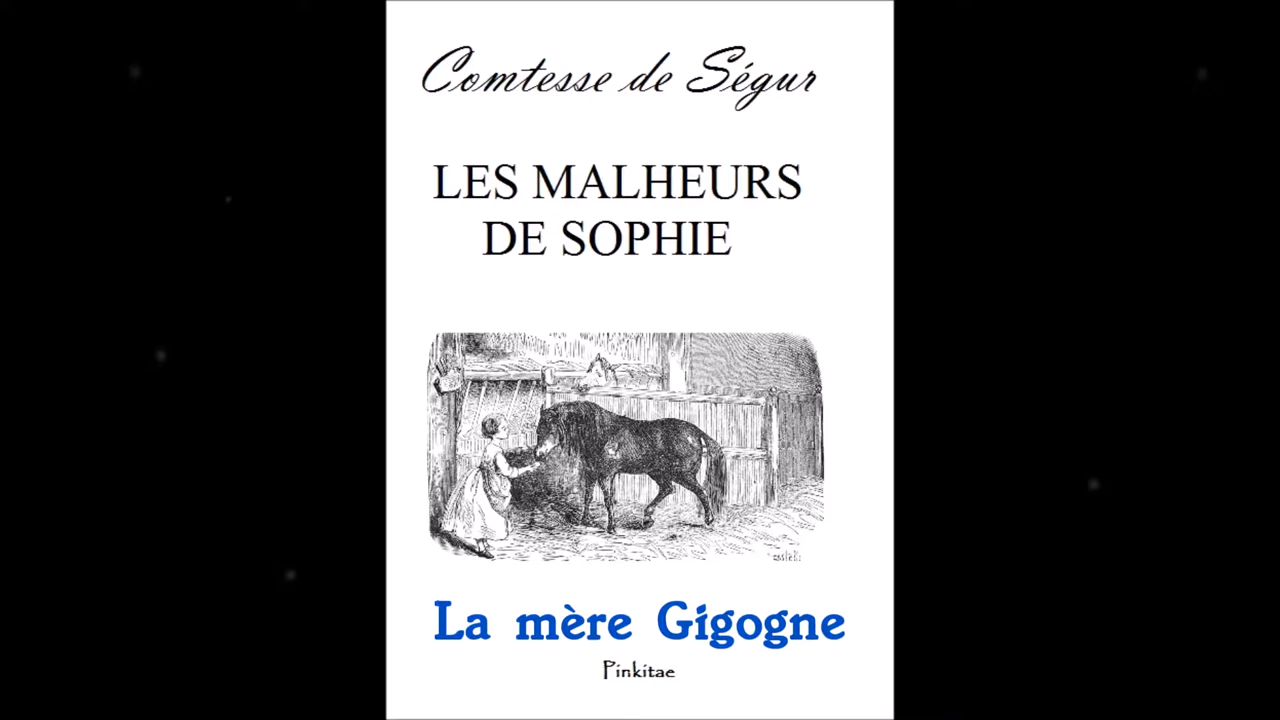 Comtesse de Ségur
LES MALHEURS
DE SOPHIE
La mère Gigogne
Pinkitae